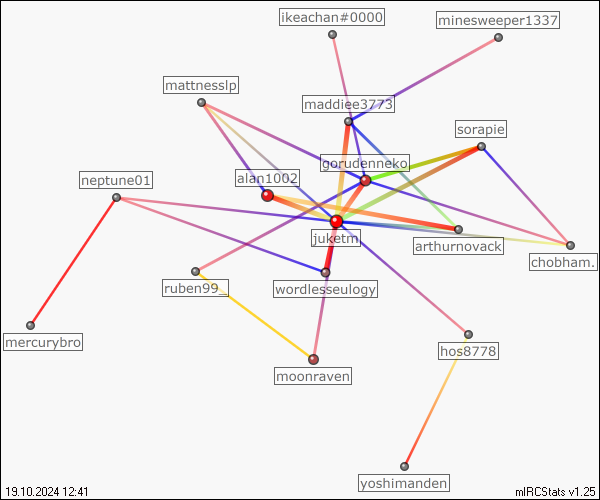 ikeachan#0000
minesweeper1337
mattnesslp
maddiee3773
sorapie
gorudenneko
alan1002
neptune01
juketm
arthurnovack
chobham.
ruben99_
wordlesseulogy
mercurybro
hos8778
moonraven
yoshimanden
19.10.2024 12:41
mIRCStats v1.25